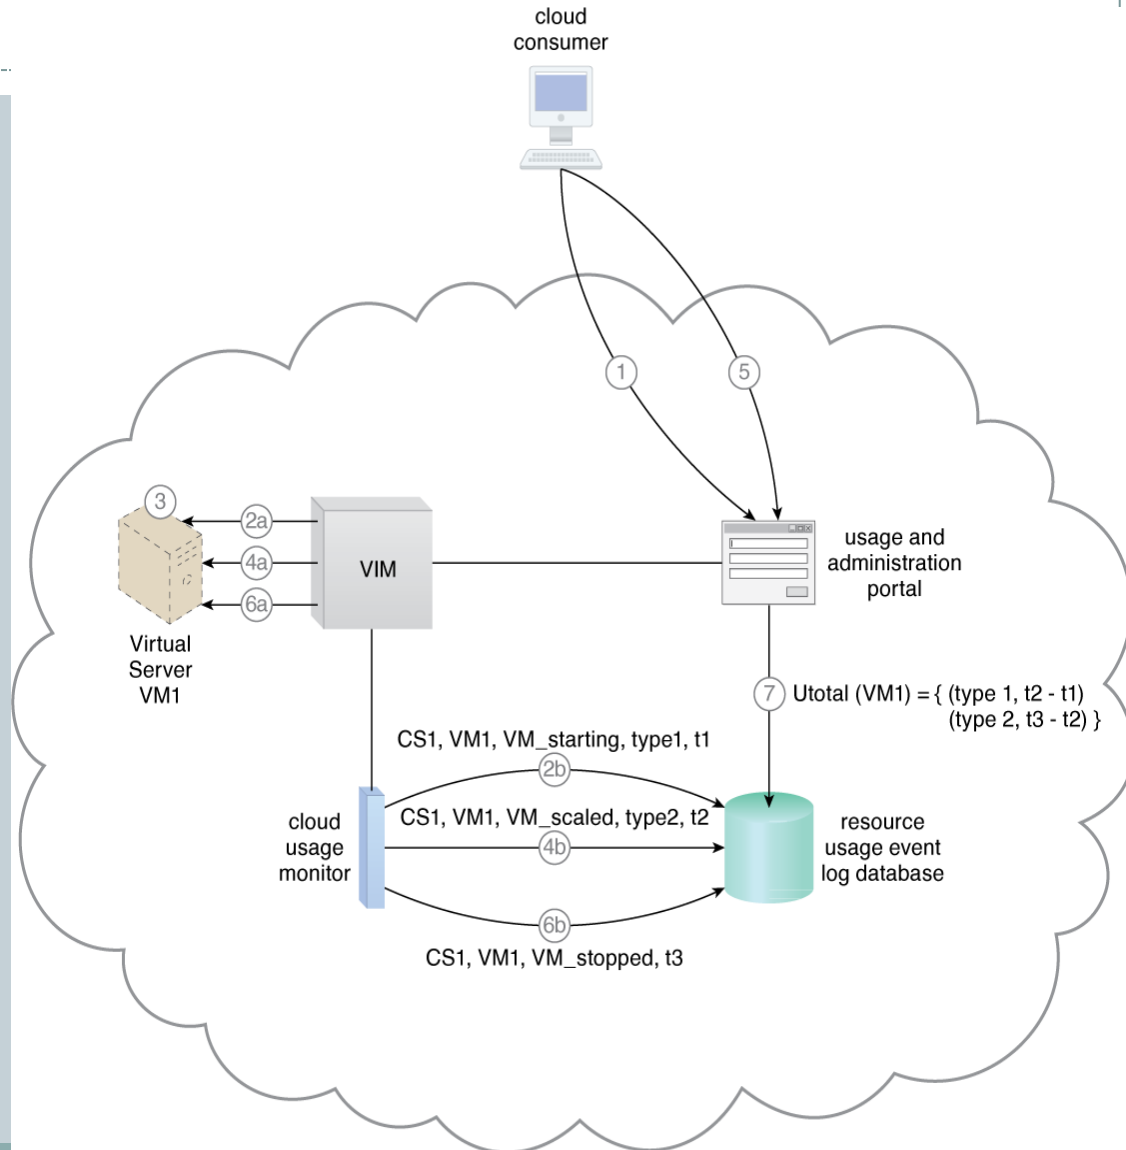 cloud
consumer
1
5
3
2a
4a
6a
VIM
usage and
administration
portal
Virtual
Server
VM1
7
Utotal (VM1) = { (type 1, t2 - t1)
(type 2, t3 - t2) }
CS1, VM1, VM_starting, type1, t1
2b
CS1, VM1, VM_scaled, type2, t2
4b
cloud
usage
monitor
resource
usage event
log database
6b
CS1, VM1, VM_stopped, t3